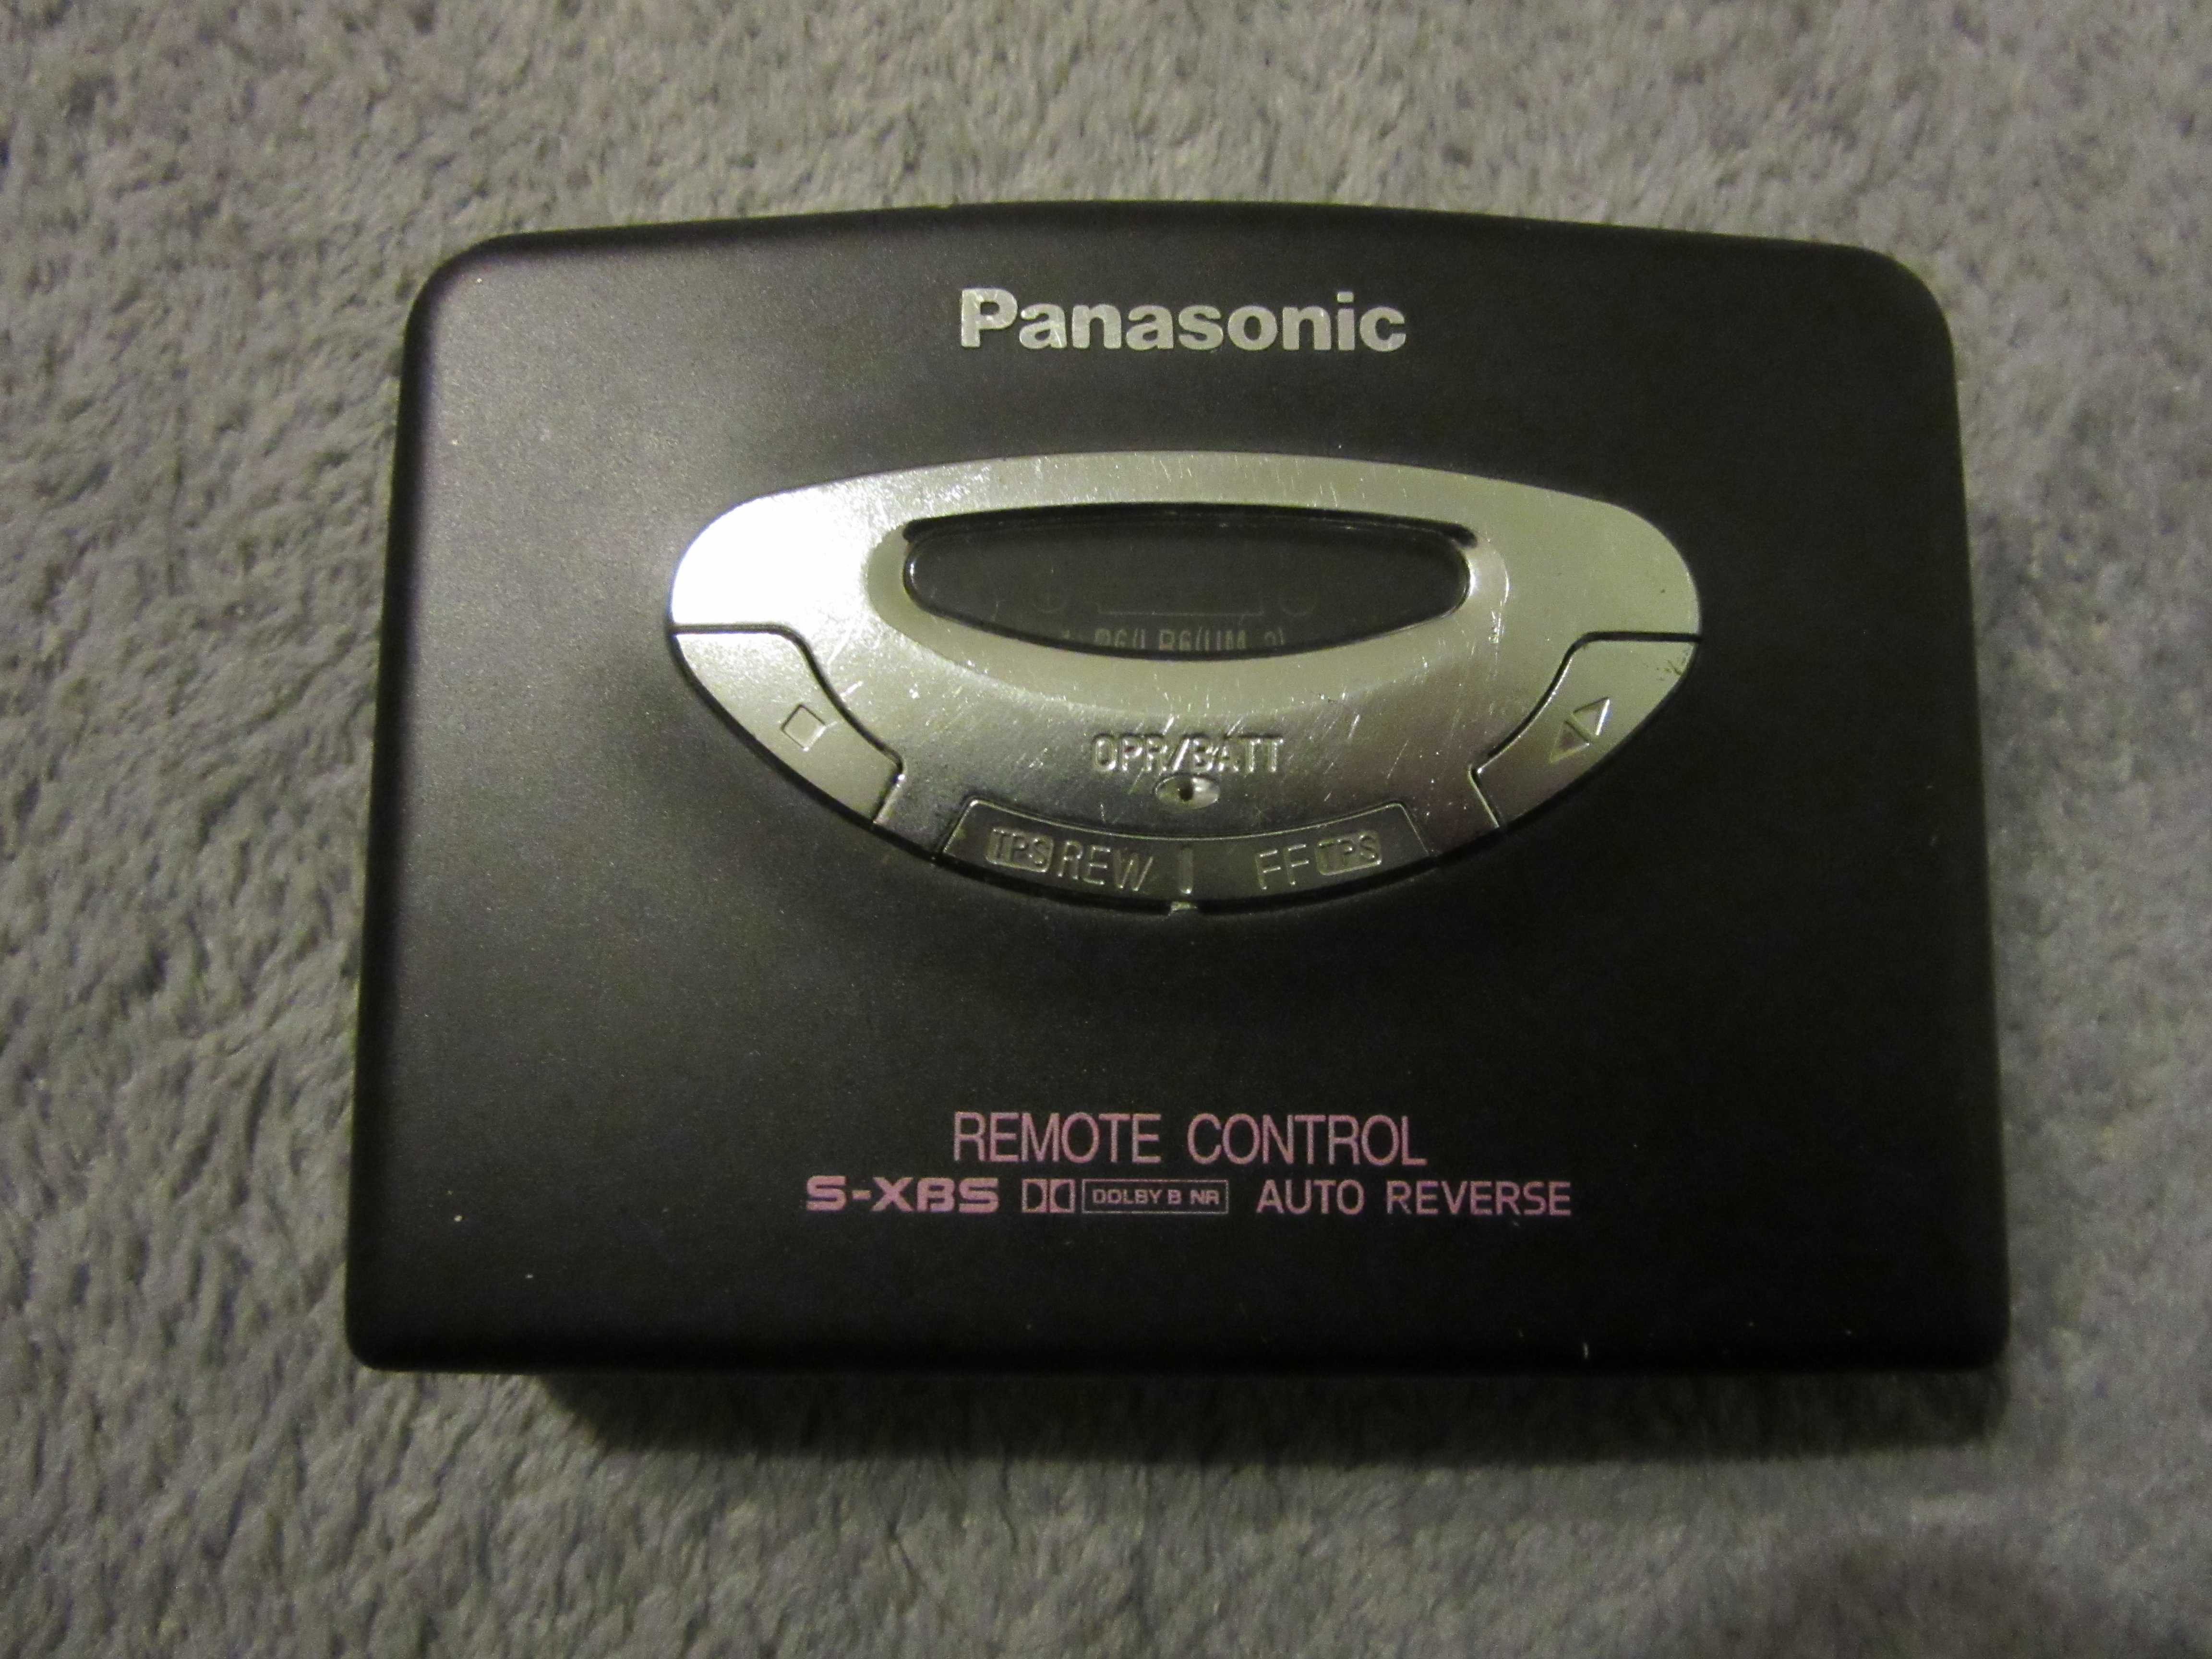 Panasonic
OPR/BATT
TPS REW FF TPS
REMOTE CONTROL
S-XBS DOLBY B NR AUTO REVERSE